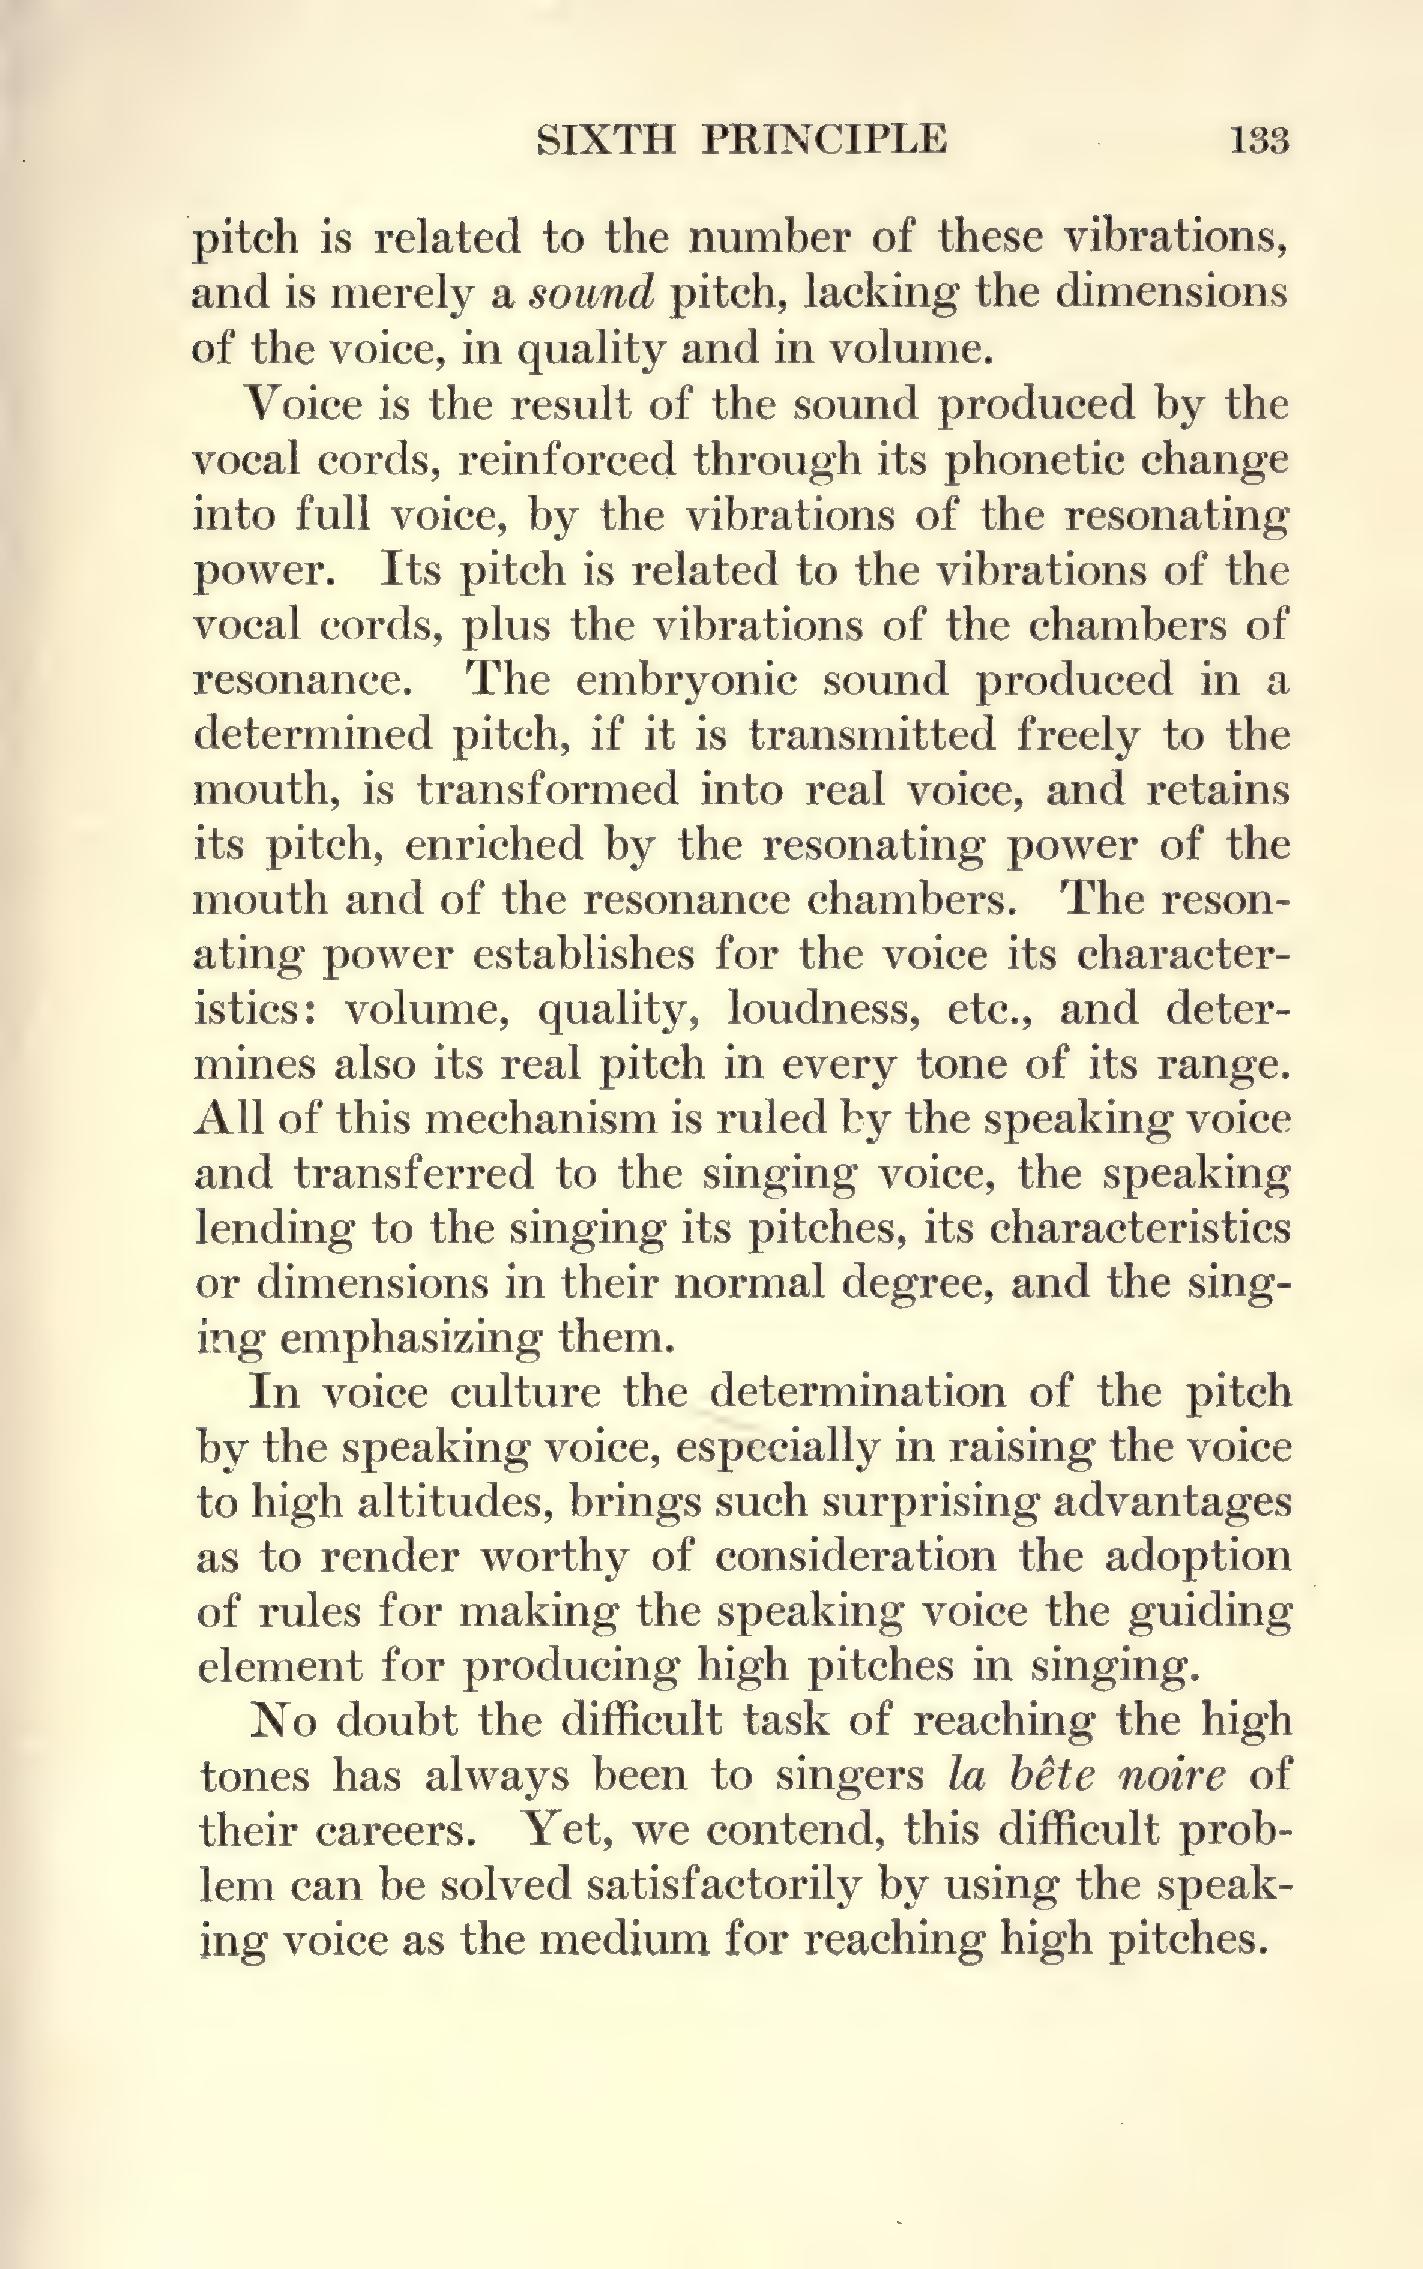 SIXTH PRINCIPLE 133
pitch is related to the number of these vibrations,
and is merely a sound pitch, lacking the dimensions
of the voice, in quality and in volume.
Voice is the result of the sound produced by the
vocal cords, reinforced through its phonetic change
into full voice, by the vibrations of the resonating
power. Its pitch is related to the vibrations of the
vocal cords, plus the vibrations of the chambers of
resonance. The embryonic sound produced in a
determined pitch, if it is transmitted freely to the
mouth, is transformed into real voice, and retains
its pitch, enriched by the resonating power of the
mouth and of the resonance chambers. The reson-
ating power establishes for the voice its character-
istics: volume, quality, loudness, etc., and deter-
mines also its real pitch in every tone of its range.
All of this mechanism is ruled by the speaking voice
and transferred to the singing voice, the speaking
lending to the singing its pitches, its characteristics
or dimensions in their normal degree, and the sing-
ing emphasizing them.
In voice culture the determination of the pitch
by the speaking voice, especially in raising the voice
to high altitudes, brings such surprising advantages
as to render worthy of consideration the adoption
of rules for making the speaking voice the guiding
element for producing high pitches in singing.
No doubt the difficult task of reaching the high
tones has always been to singers la bête noire of
their careers. Yet, we contend, this difficult prob-
lem can be solved satisfactorily by using the speak-
ing voice as the medium for reaching high pitches.